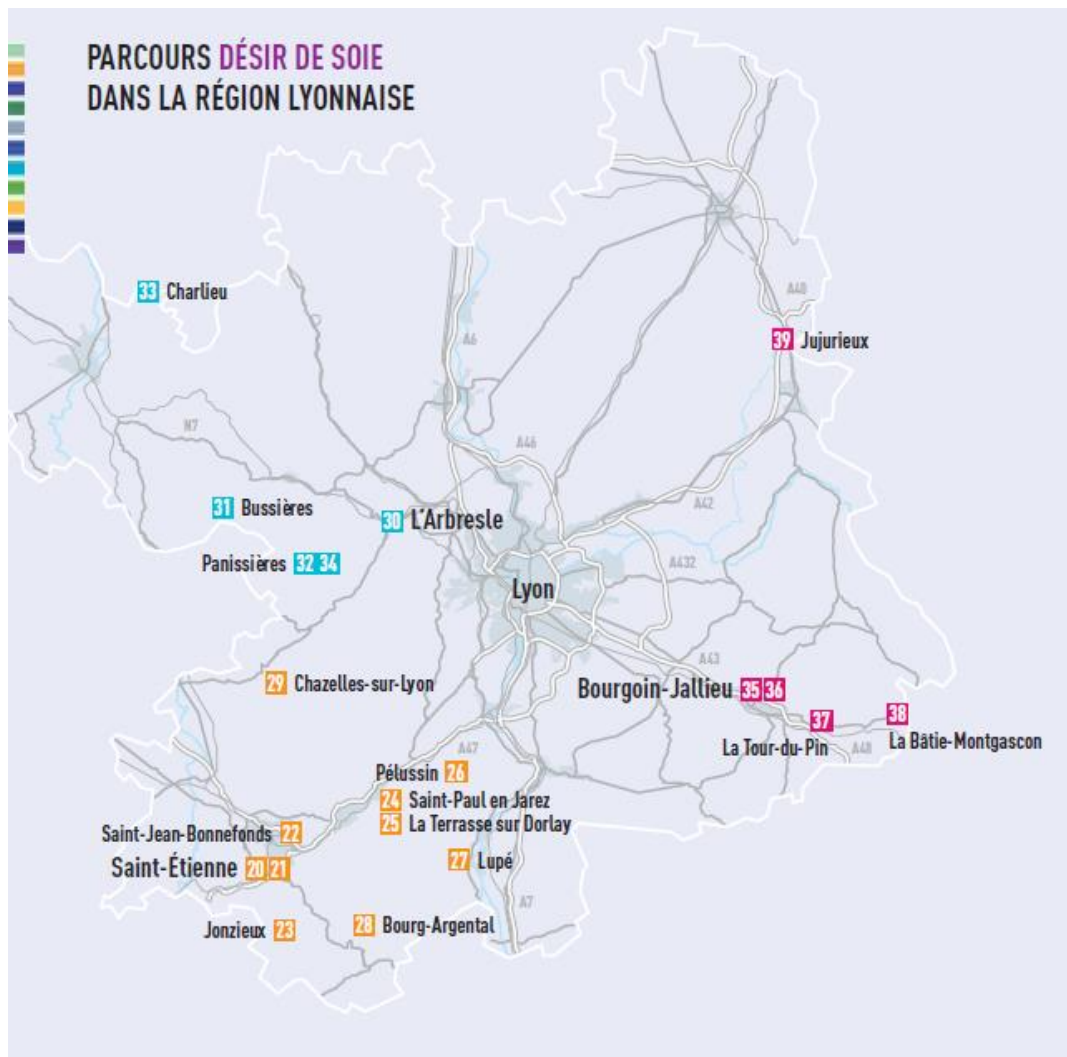 PARCOURS DÉSIR DE SOIE
DANS LA RÉGION LYONNAISE
33 Charlieu
A40
39 Jujurieux
A6
N7
A46
31 Bussières
30 L'Arbresle
A42
Panissières 32 34
A432
Lyon
29 Chazelles-sur-Lyon
A43
Bourgoin-Jallieu 35 36
37
38
La Tour-du-Pin
A48
La Bâtie-Montgascon
A47
Pélussin 26
24 Saint-Paul en Jarez
25 La Terrasse sur Dorlay
Saint-Jean-Bonnefonds 22
27 Lupé
Saint-Étienne 20 21
A7
Jonzieux 23
28 Bourg-Argental